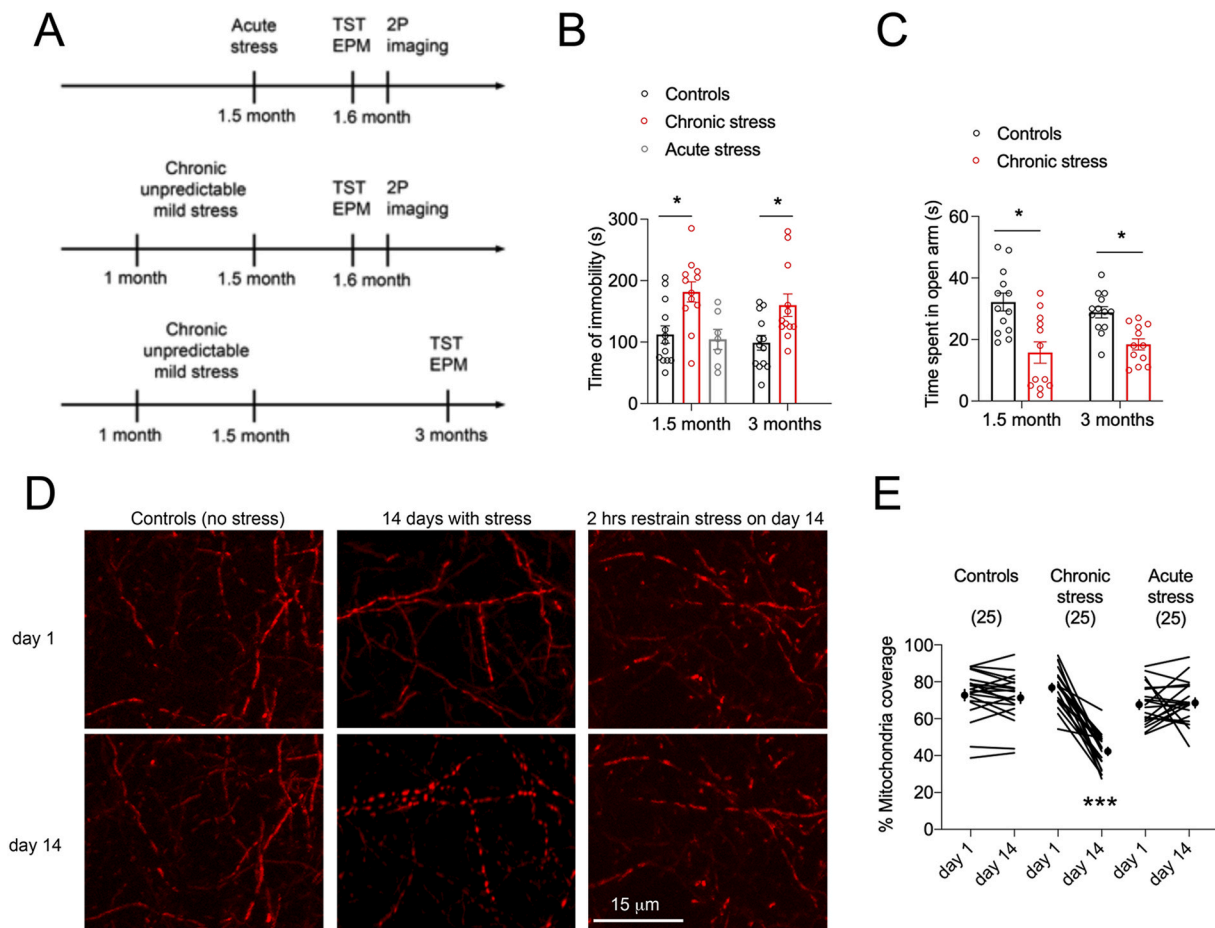 A
Acute stress
TST EPM
2P imaging
1.5 month
1.6 month
Chronic unpredictable mild stress
TST EPM
2P imaging
1 month
1.5 month
1.6 month
Chronic unpredictable mild stress
TST EPM
1 month
1.5 month
3 months
B
Controls
Chronic stress
Acute stress
Time of immobility (s)
300
200
100
0
*
*
1.5 month
3 months
C
Controls
Chronic stress
Time spent in open arm (s)
60
40
20
0
*
*
1.5 month
3 months
D
Controls (no stress)
14 days with stress
2 hrs restrain stress on day 14
day 1
day 14
15 μm
E
Controls
(25)
Chronic stress
(25)
Acute stress
(25)
% Mitochondria coverage
100
80
60
40
20
0
***
day 1
day 14
day 1
day 14
day 1
day 14